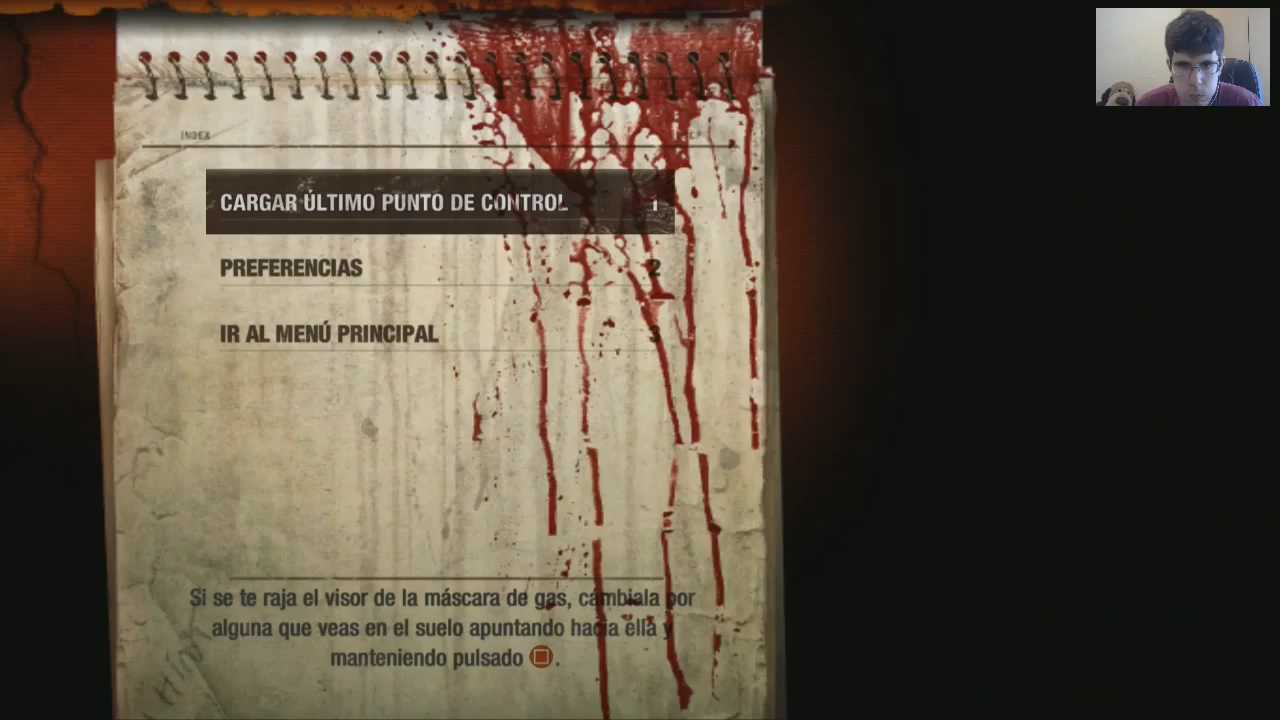 INDEX
CARGAR ÚLTIMO PUNTO DE CONTROL 1
PREFERENCIAS 2
IR AL MENÚ PRINCIPAL 3
Si se te raja el visor de la máscara de gas, cámbiala por
alguna que veas en el suelo apuntando hacia ella y
manteniendo pulsado .